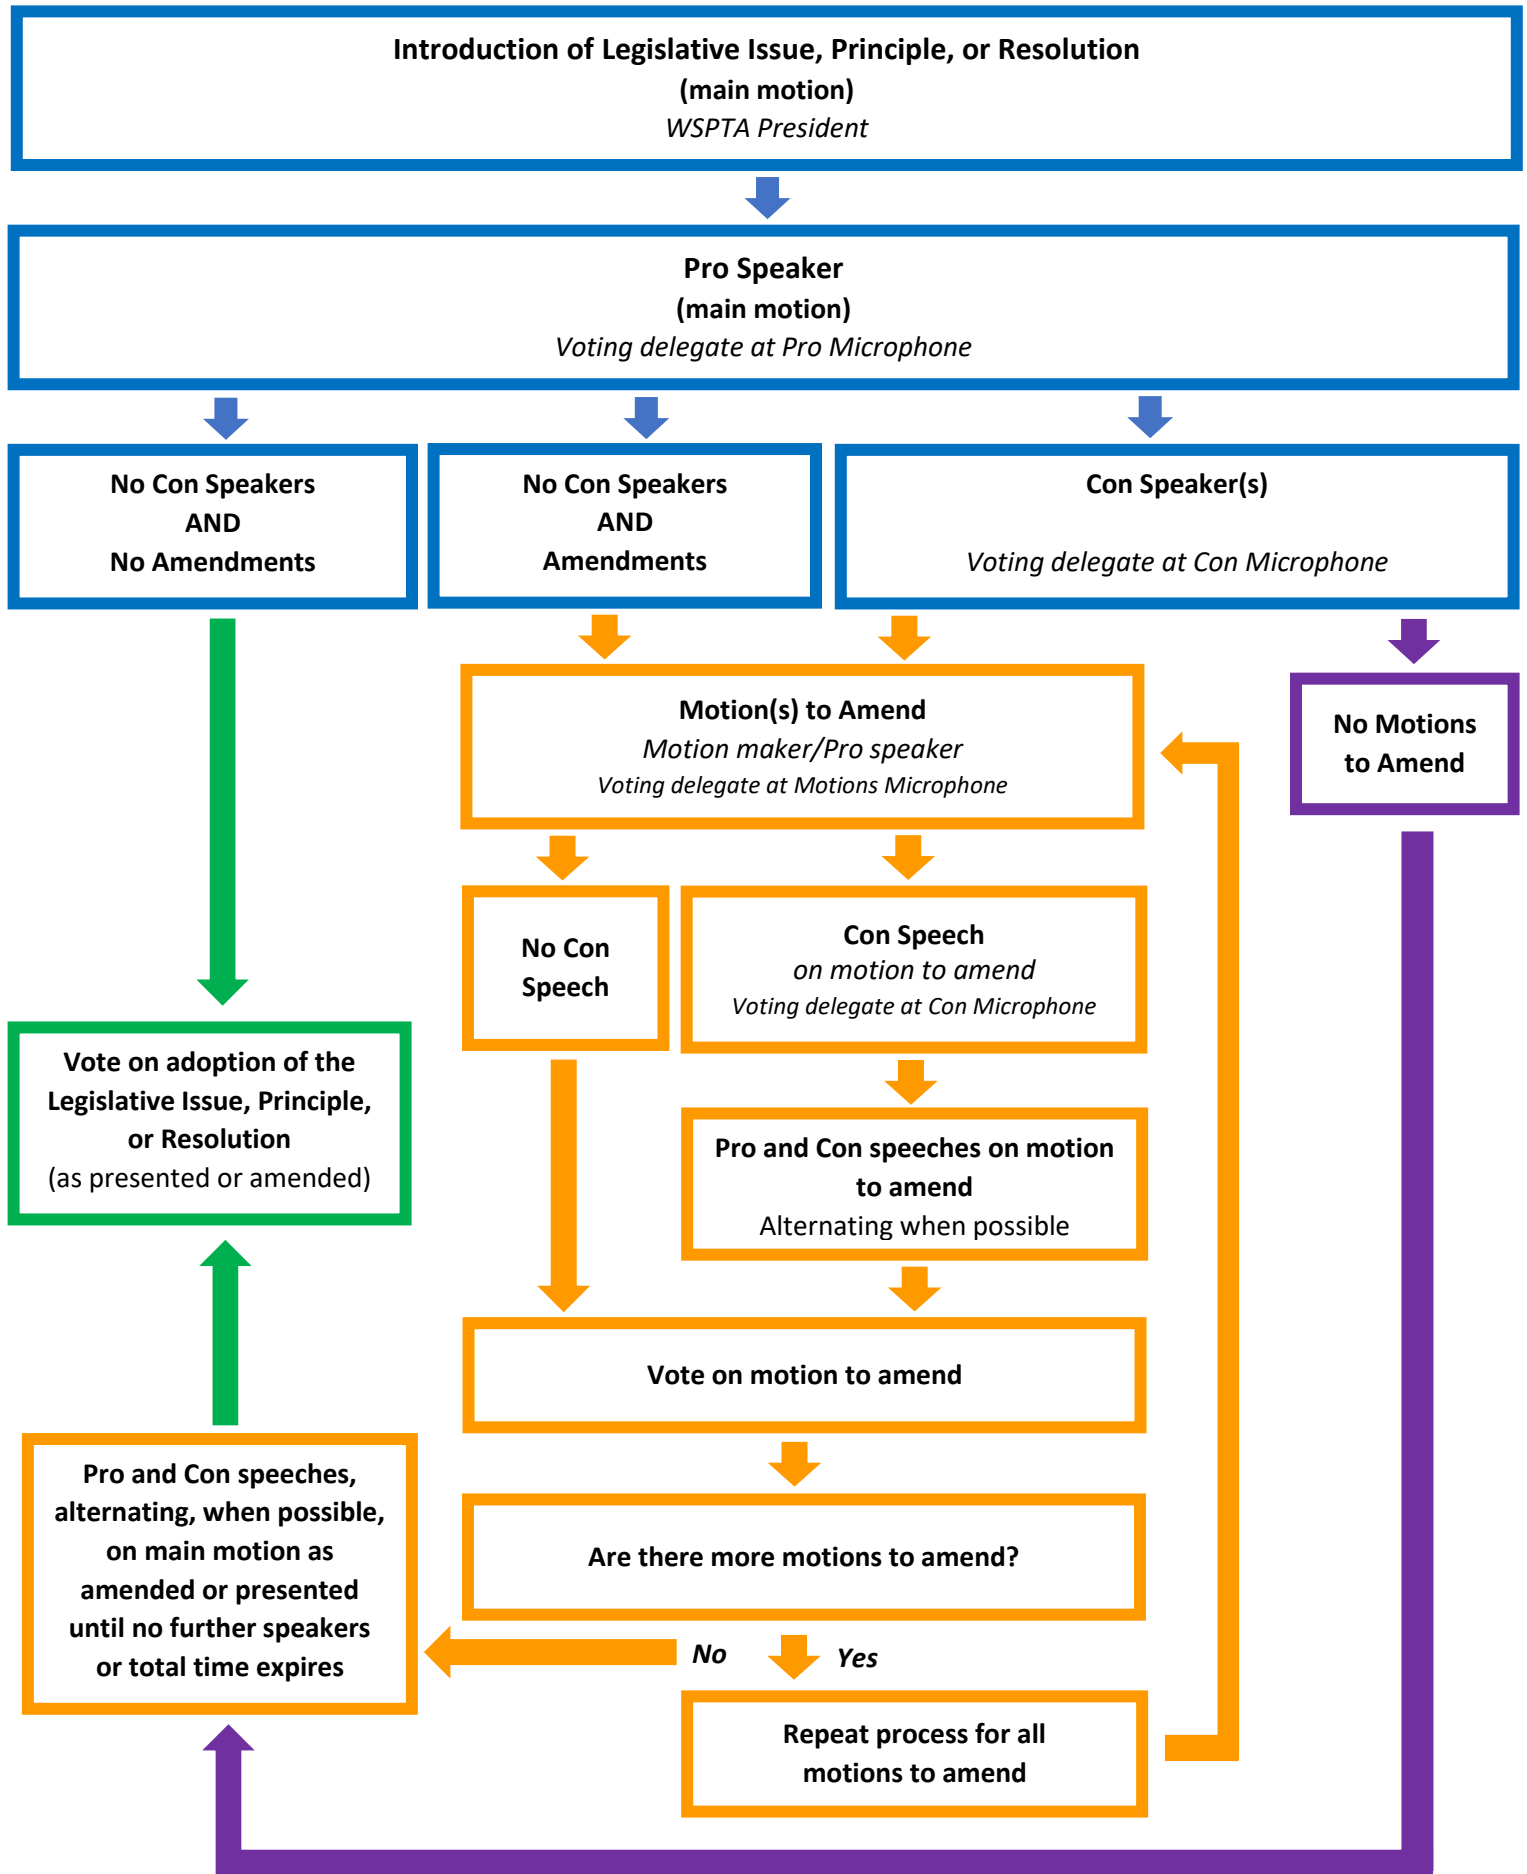 Introduction of Legislative Issue, Principle, or Resolution
(main motion)
WSPTA President
Pro Speaker
(main motion)
Voting delegate at Pro Microphone
No Con Speakers
AND
No Amendments
No Con Speakers
AND
Amendments
Con Speaker(s)
Voting delegate at Con Microphone
Motion(s) to Amend
Motion maker/Pro speaker
Voting delegate at Motions Microphone
No Motions
to Amend
No Con
Speech
Con Speech
on motion to amend
Voting delegate at Con Microphone
Vote on adoption of the
Legislative Issue, Principle,
or Resolution
(as presented or amended)
Pro and Con speeches on motion
to amend
Alternating when possible
Vote on motion to amend
Pro and Con speeches,
alternating, when possible,
on main motion as
amended or presented
until no further speakers
or total time expires
Are there more motions to amend?
No
Yes
Repeat process for all
motions to amend